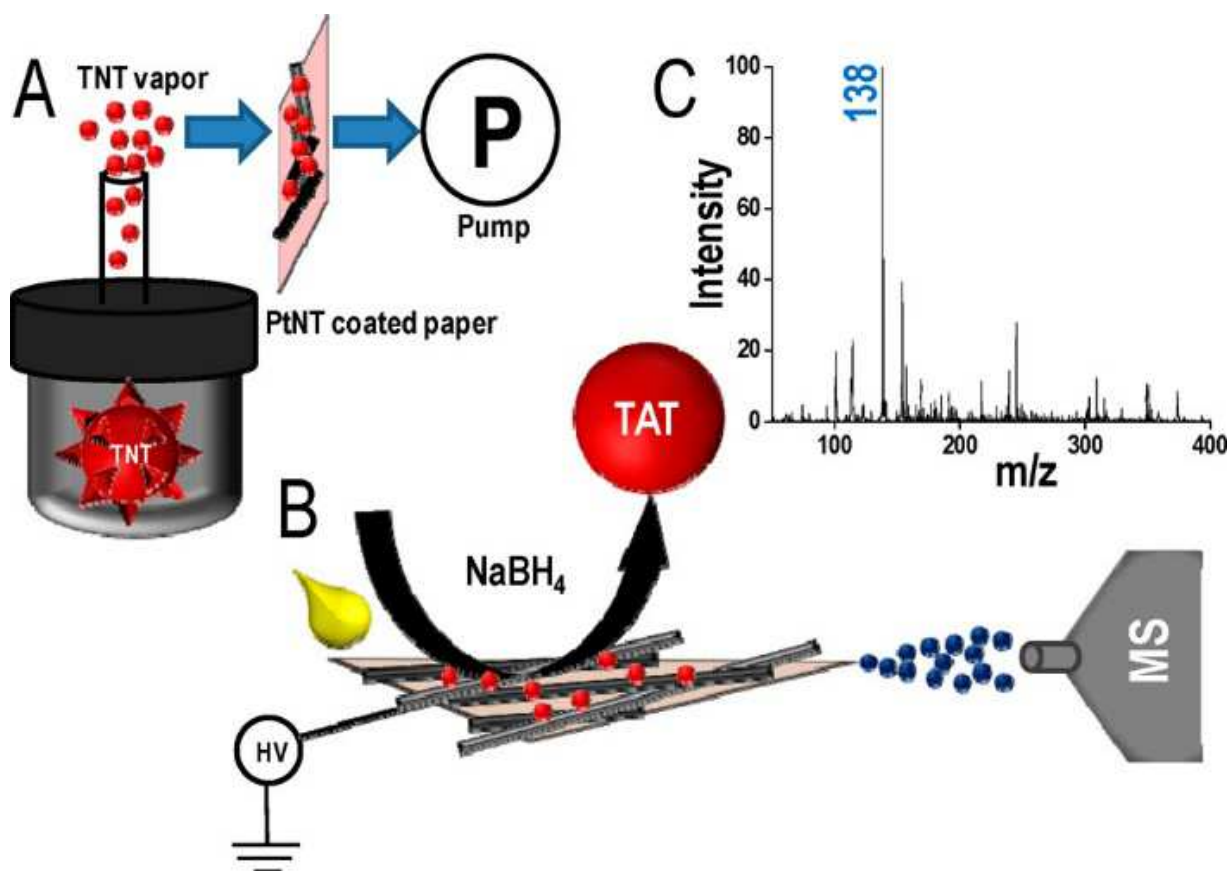 A
TNT vapor
P
Pump
PtNT coated paper
TNT
B
NaBH₄
TAT
HV
MS
C
138
Intensity
100
80
60
40
20
0
100 200 300 400
m/z